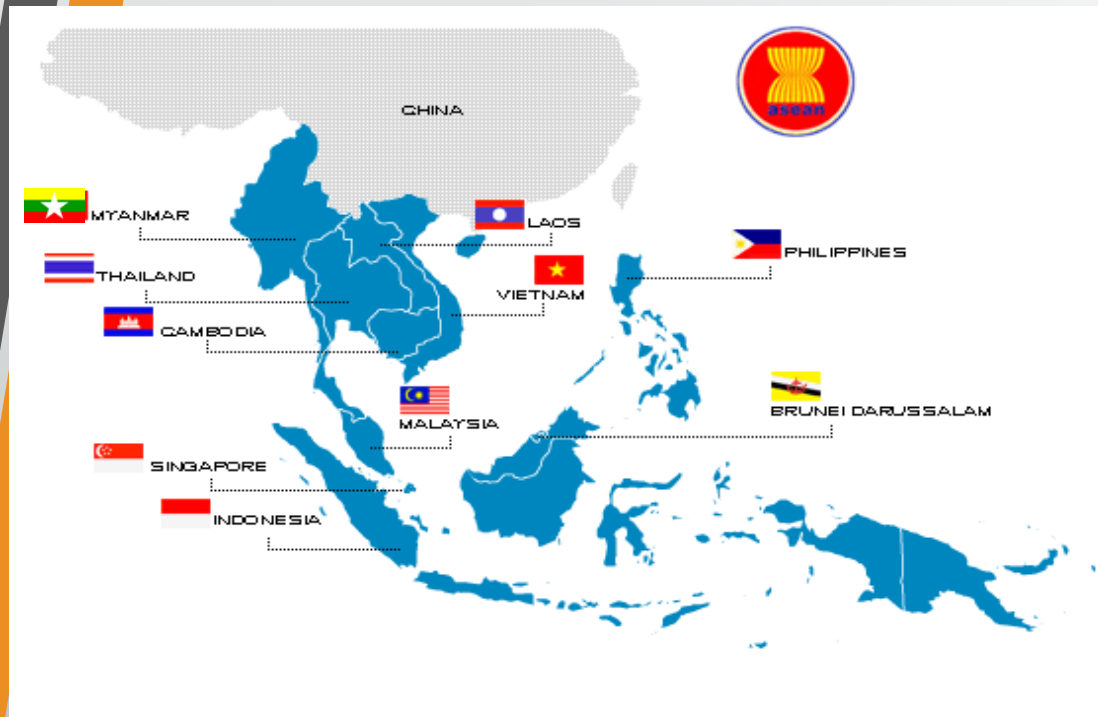 CHINA
asean
MYANMAR
LAOS
PHILIPPINES
THAILAND
VIETNAM
CAMBODIA
BRUNEI DARUSSALAM
MALAYSIA
SINGAPORE
INDONESIA